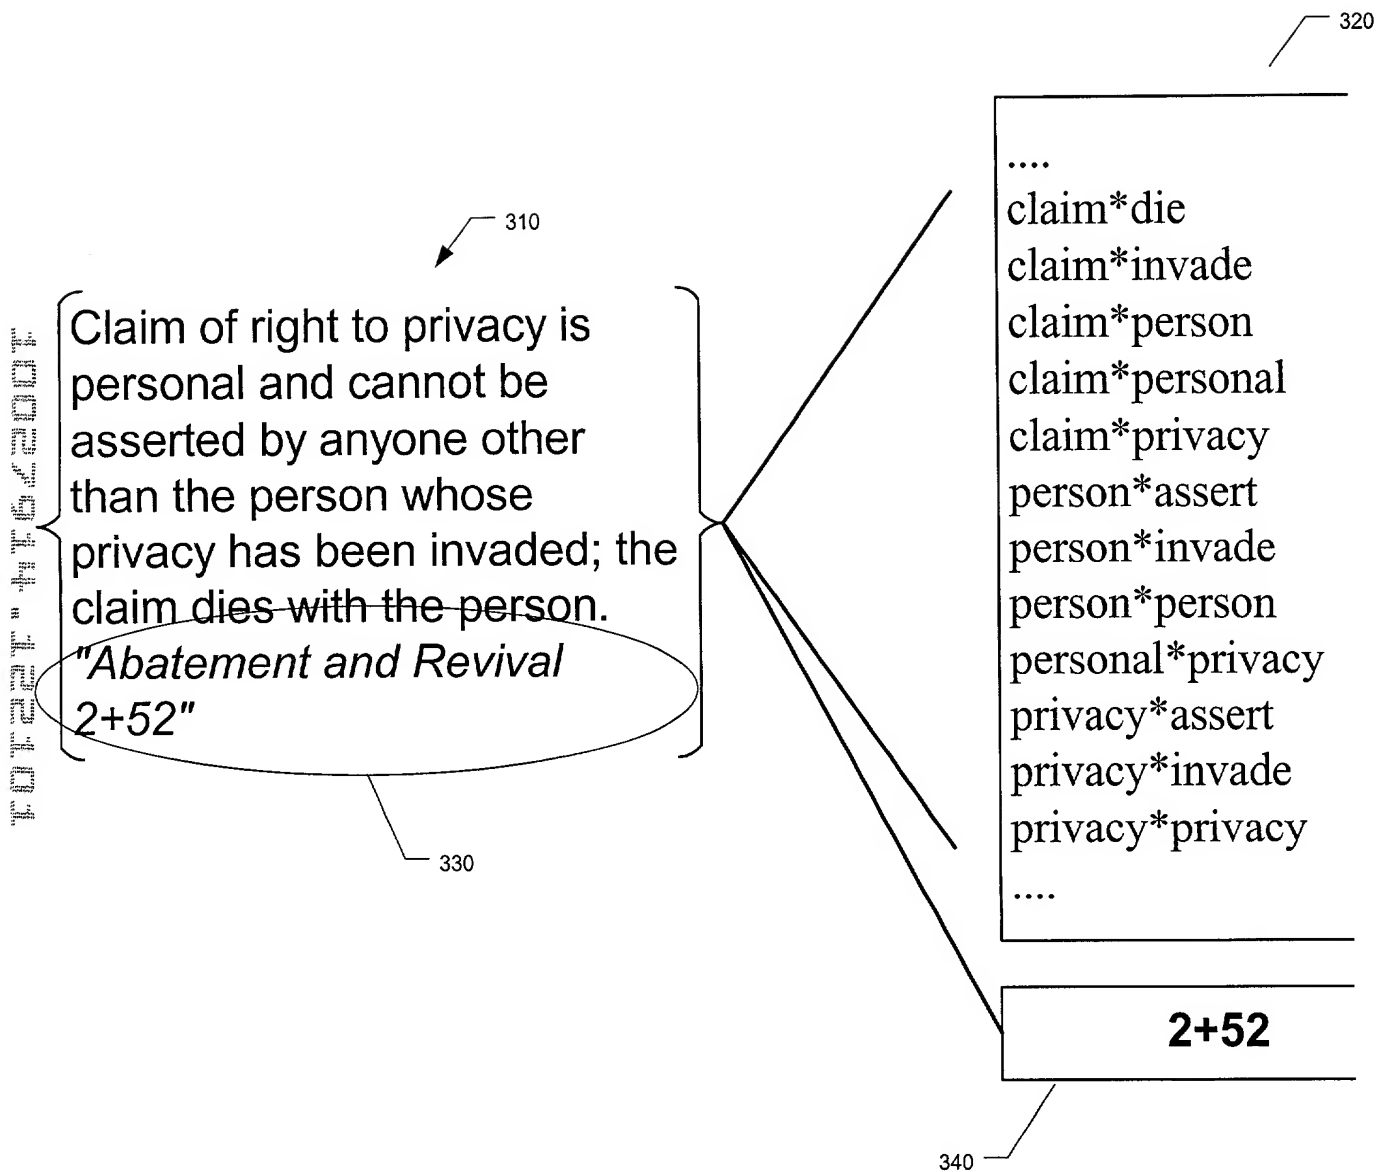 320
310
Claim of right to privacy is
personal and cannot be
asserted by anyone other
than the person whose
privacy has been invaded; the
claim dies with the person.
"Abatement and Revival
2+52"
330
....
claim*die
claim*invade
claim*person
claim*personal
claim*privacy
person*assert
person*invade
person*person
personal*privacy
privacy*assert
privacy*invade
privacy*privacy
....
2+52
340
10027914.122101